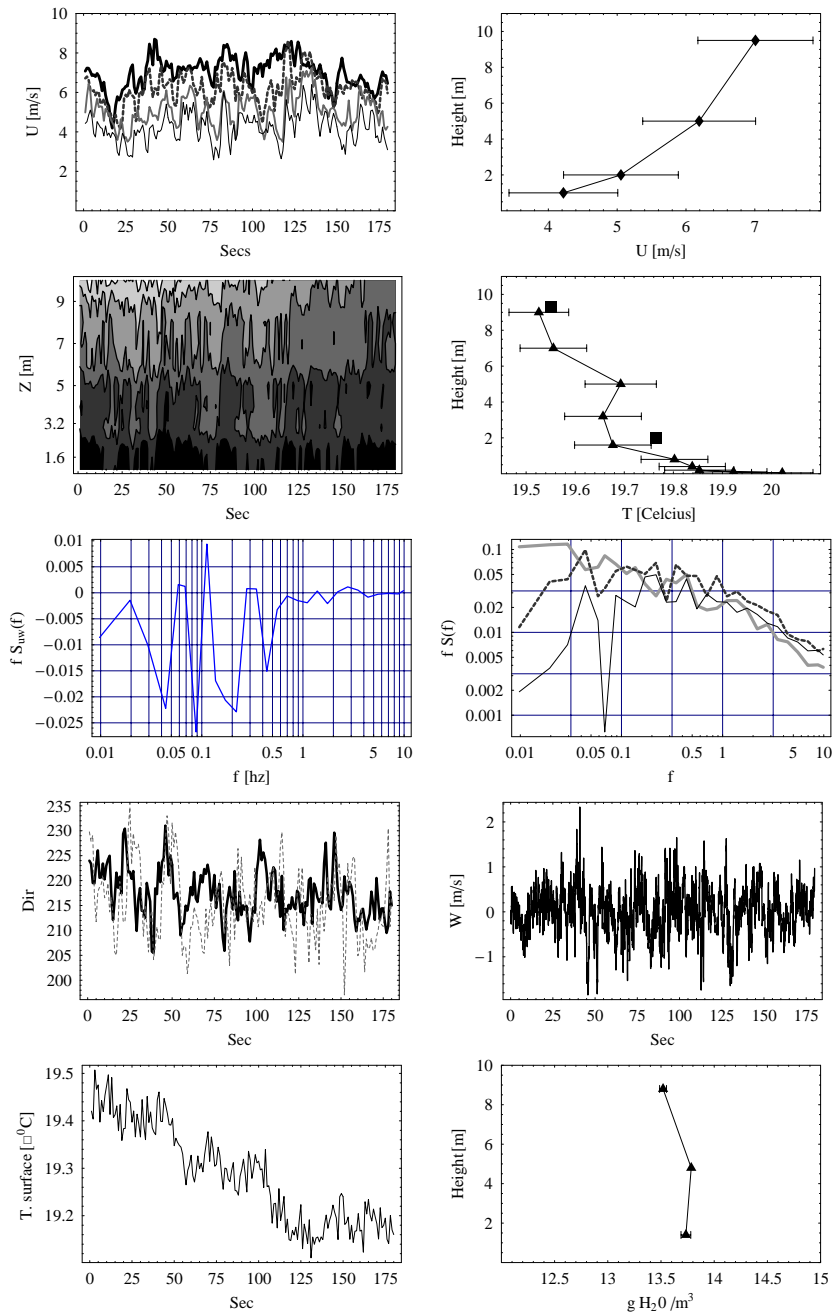 10
8
6
4
2
U [m/s]
0 25 50 75 100 125 150 175
Secs
10
8
6
4
2
Height [m]
4 5 6 7
U [m/s]
9
7
5
3.2
1.6
Z [m]
0 25 50 75 100 125 150 175
Sec
10
8
6
4
2
Height [m]
19.5 19.6 19.7 19.8 19.9 20
T [Celcius]
0.01
0.005
0
−0.005
−0.01
−0.015
−0.02
−0.025
f S_uw(f)
0.01 0.05 0.1 0.5 1 5 10
f [hz]
0.1
0.05
0.02
0.01
0.005
0.002
0.001
f S(f)
0.01 0.05 0.1 0.5 1 5 10
f
235
230
225
220
215
210
205
200
Dir
0 25 50 75 100 125 150 175
Sec
2
1
0
−1
W [m/s]
0 25 50 75 100 125 150 175
Sec
19.5
19.4
19.3
19.2
T. surface [□⁰C]
0 25 50 75 100 125 150 175
Sec
10
8
6
4
2
Height [m]
12.5 13 13.5 14 14.5 15
g H₂0 /m³